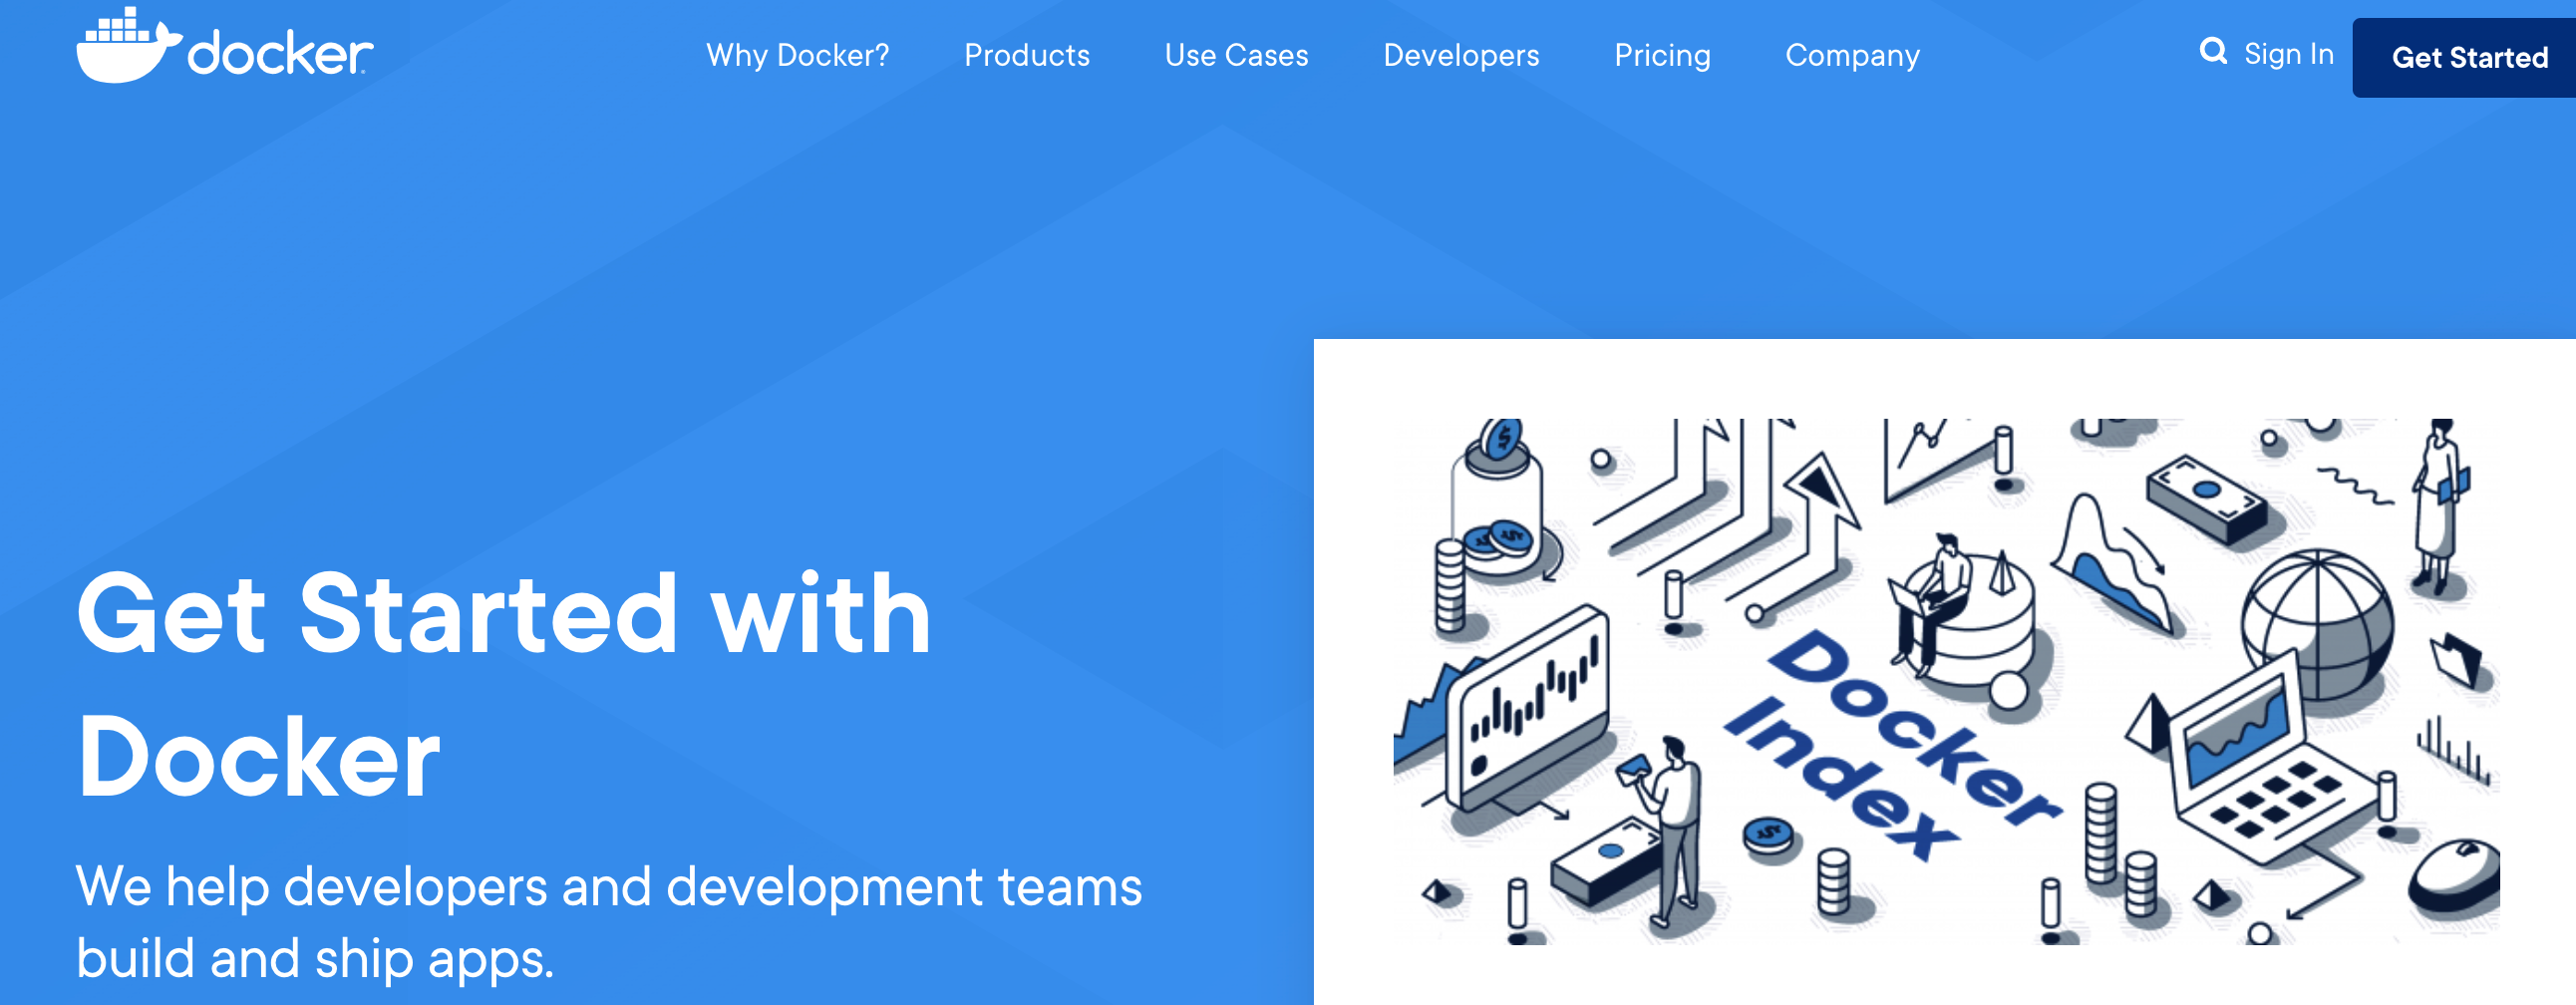 docker
Why Docker?
Products
Use Cases
Developers
Pricing
Company
Sign In
Get Started
Get Started with
Docker
We help developers and development teams
build and ship apps.
$
$
$
Docker
Index
$